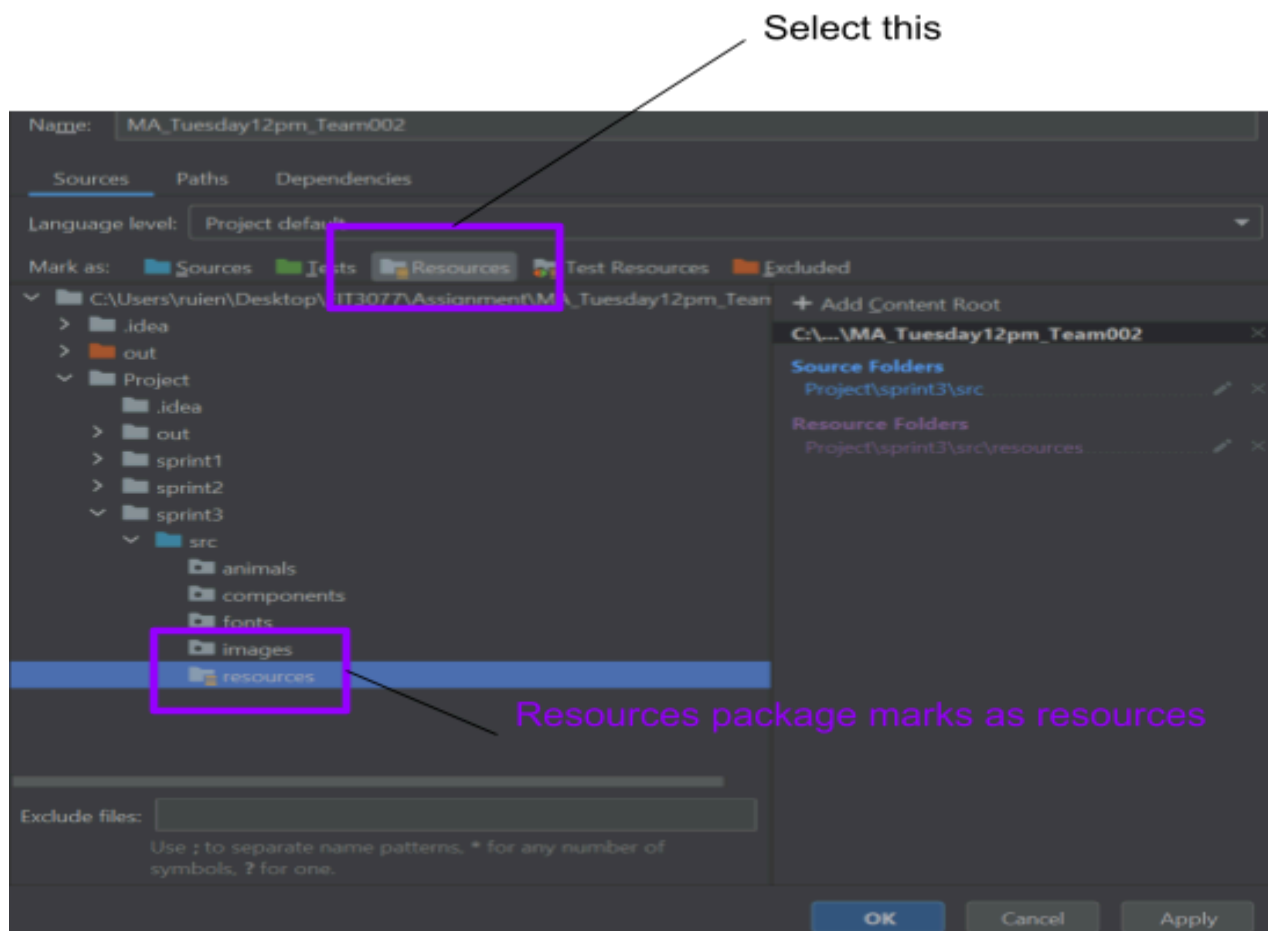 Select this
Name: MA_Tuesday12pm_Team002
Sources Paths Dependencies
Language level: Project default
Mark as: Sources Tests Resources Test Resources Excluded
C:\Users\ruien\Desktop\FIT3077\Assignment\MA_Tuesday12pm_Team
+ Add Content Root
.idea
C:\...\MA_Tuesday12pm_Team002
out
Source Folders
Project
Project\sprint3\src
.idea
Resource Folders
out
Project\sprint3\src\resources
sprint1
sprint2
sprint3
src
animals
components
fonts
images
resources
Resources package marks as resources
Exclude files:
Use ; to separate name patterns, * for any number of
symbols, ? for one.
OK Cancel Apply